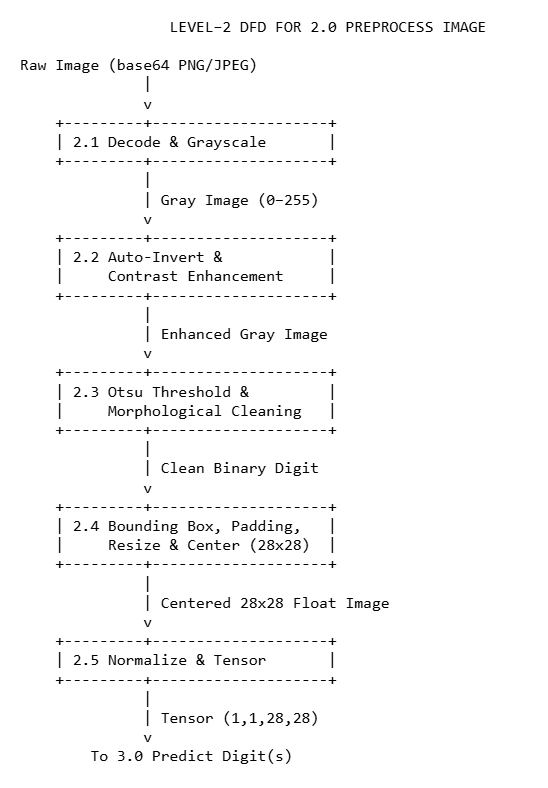 LEVEL-2 DFD FOR 2.0 PREPROCESS IMAGE
Raw Image (base64 PNG/JPEG)
|
v
+---------+--------------------+
| 2.1 Decode & Grayscale       |
+---------+--------------------+
|
| Gray Image (0-255)
v
+---------+--------------------+
| 2.2 Auto-Invert &            |
|     Contrast Enhancement     |
+---------+--------------------+
|
| Enhanced Gray Image
v
+---------+--------------------+
| 2.3 Otsu Threshold &         |
|     Morphological Cleaning   |
+---------+--------------------+
|
| Clean Binary Digit
v
+---------+--------------------+
| 2.4 Bounding Box, Padding,   |
|     Resize & Center (28x28)  |
+---------+--------------------+
|
| Centered 28x28 Float Image
v
+---------+--------------------+
| 2.5 Normalize & Tensor       |
+---------+--------------------+
|
| Tensor (1,1,28,28)
v
To 3.0 Predict Digit(s)